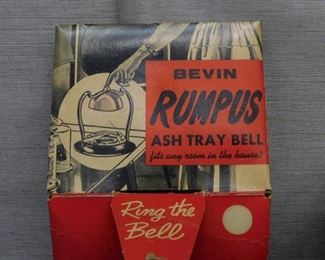 BEVIN
RUMPUS
ASH TRAY BELL
fits any room in the house!
Ring the
Bell